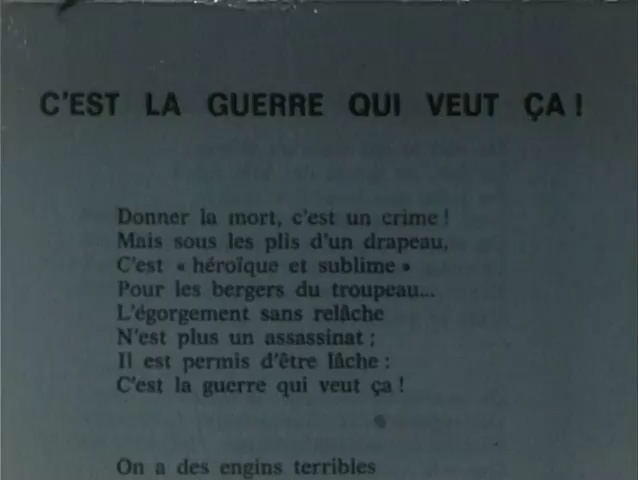 C'EST LA GUERRE QUI VEUT ÇA !
Donner la mort, c'est un crime !
Mais sous les plis d'un drapeau,
C'est « héroïque et sublime »
Pour les bergers du troupeau...
L'égorgement sans relâche
N'est plus un assassinat ;
Il est permis d'être lâche :
C'est la guerre qui veut ça !
On a des engins terribles